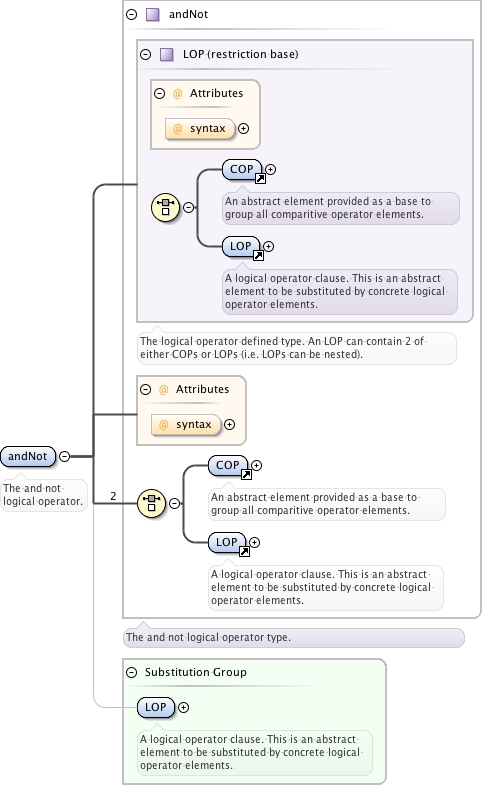 andNot
LOP (restriction base)
@ Attributes
@ syntax
COP
An abstract element provided as a base to
group all comparitive operator elements.
LOP
A logical operator clause. This is an abstract
element to be substituted by concrete logical
operator elements.
The logical operator defined type. An LOP can contain 2 of
either COPs or LOPs (i.e. LOPs can be nested).
@ Attributes
@ syntax
andNot
The and not
logical operator.
2
COP
An abstract element provided as a base to
group all comparitive operator elements.
LOP
A logical operator clause. This is an abstract
element to be substituted by concrete logical
operator elements.
The and not logical operator type.
Substitution Group
LOP
A logical operator clause. This is an abstract
element to be substituted by concrete logical
operator elements.